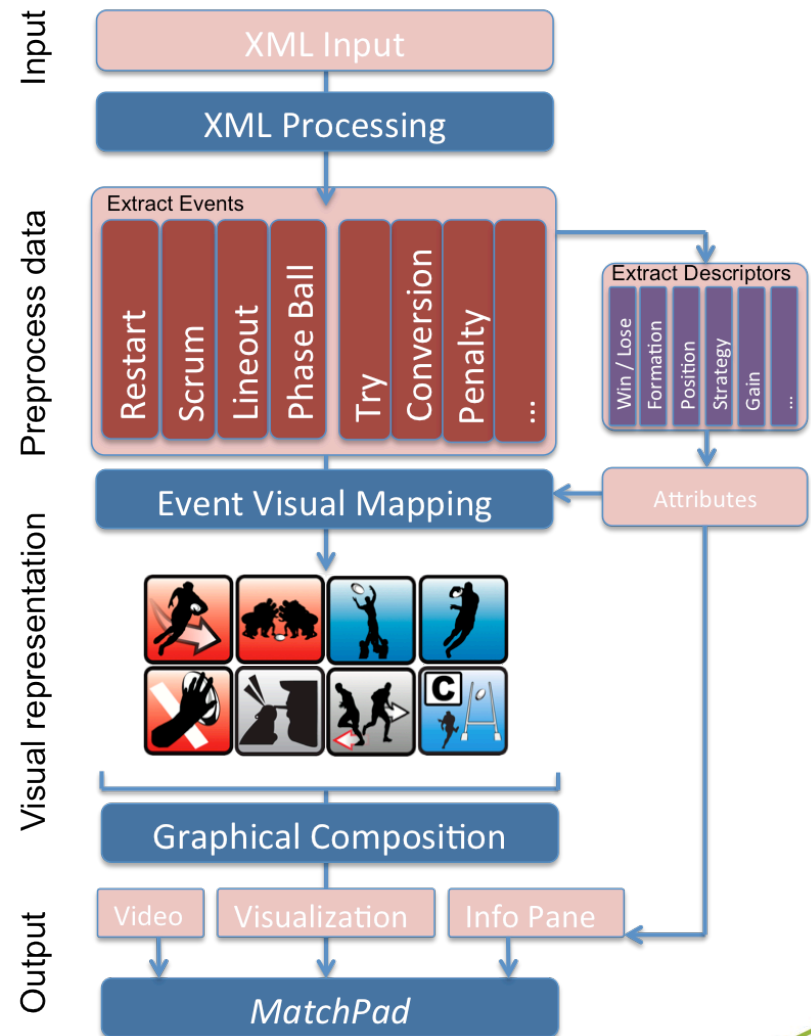 Input
XML Input
XML Processing
Preprocess data
Extract Events
Restart
Scrum
Lineout
Phase Ball
Try
Conversion
Penalty
...
Extract Descriptors
Win / Lose
Formation
Position
Strategy
Gain
...
Visual representation
Event Visual Mapping
Attributes
C
Graphical Composition
Output
Video
Visualization
Info Pane
MatchPad